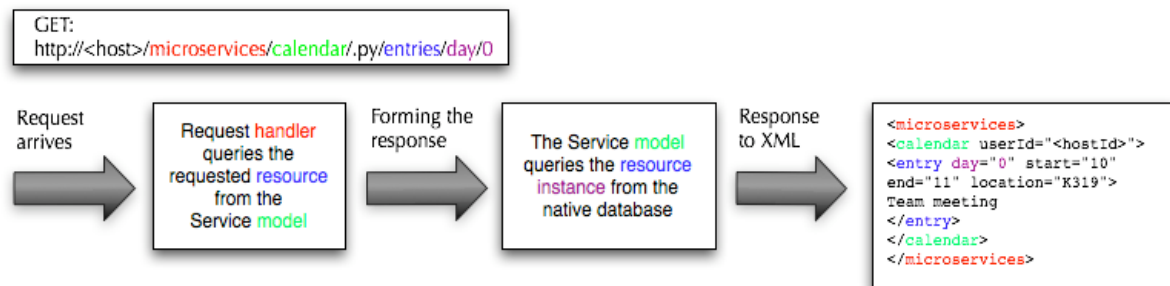 GET:
http://<host>/microservices/calendar/.py/entries/day/0
Request
arrives
Request handler
queries the
requested resource
from the
Service model
Forming the
response
The Service model
queries the resource
instance from the
native database
Response
to XML
<microservices>
<calendar userId="<hostId>">
<entry day="0" start="10"
end="11" location="K319">
Team meeting
</entry>
</calendar>
</microservices>